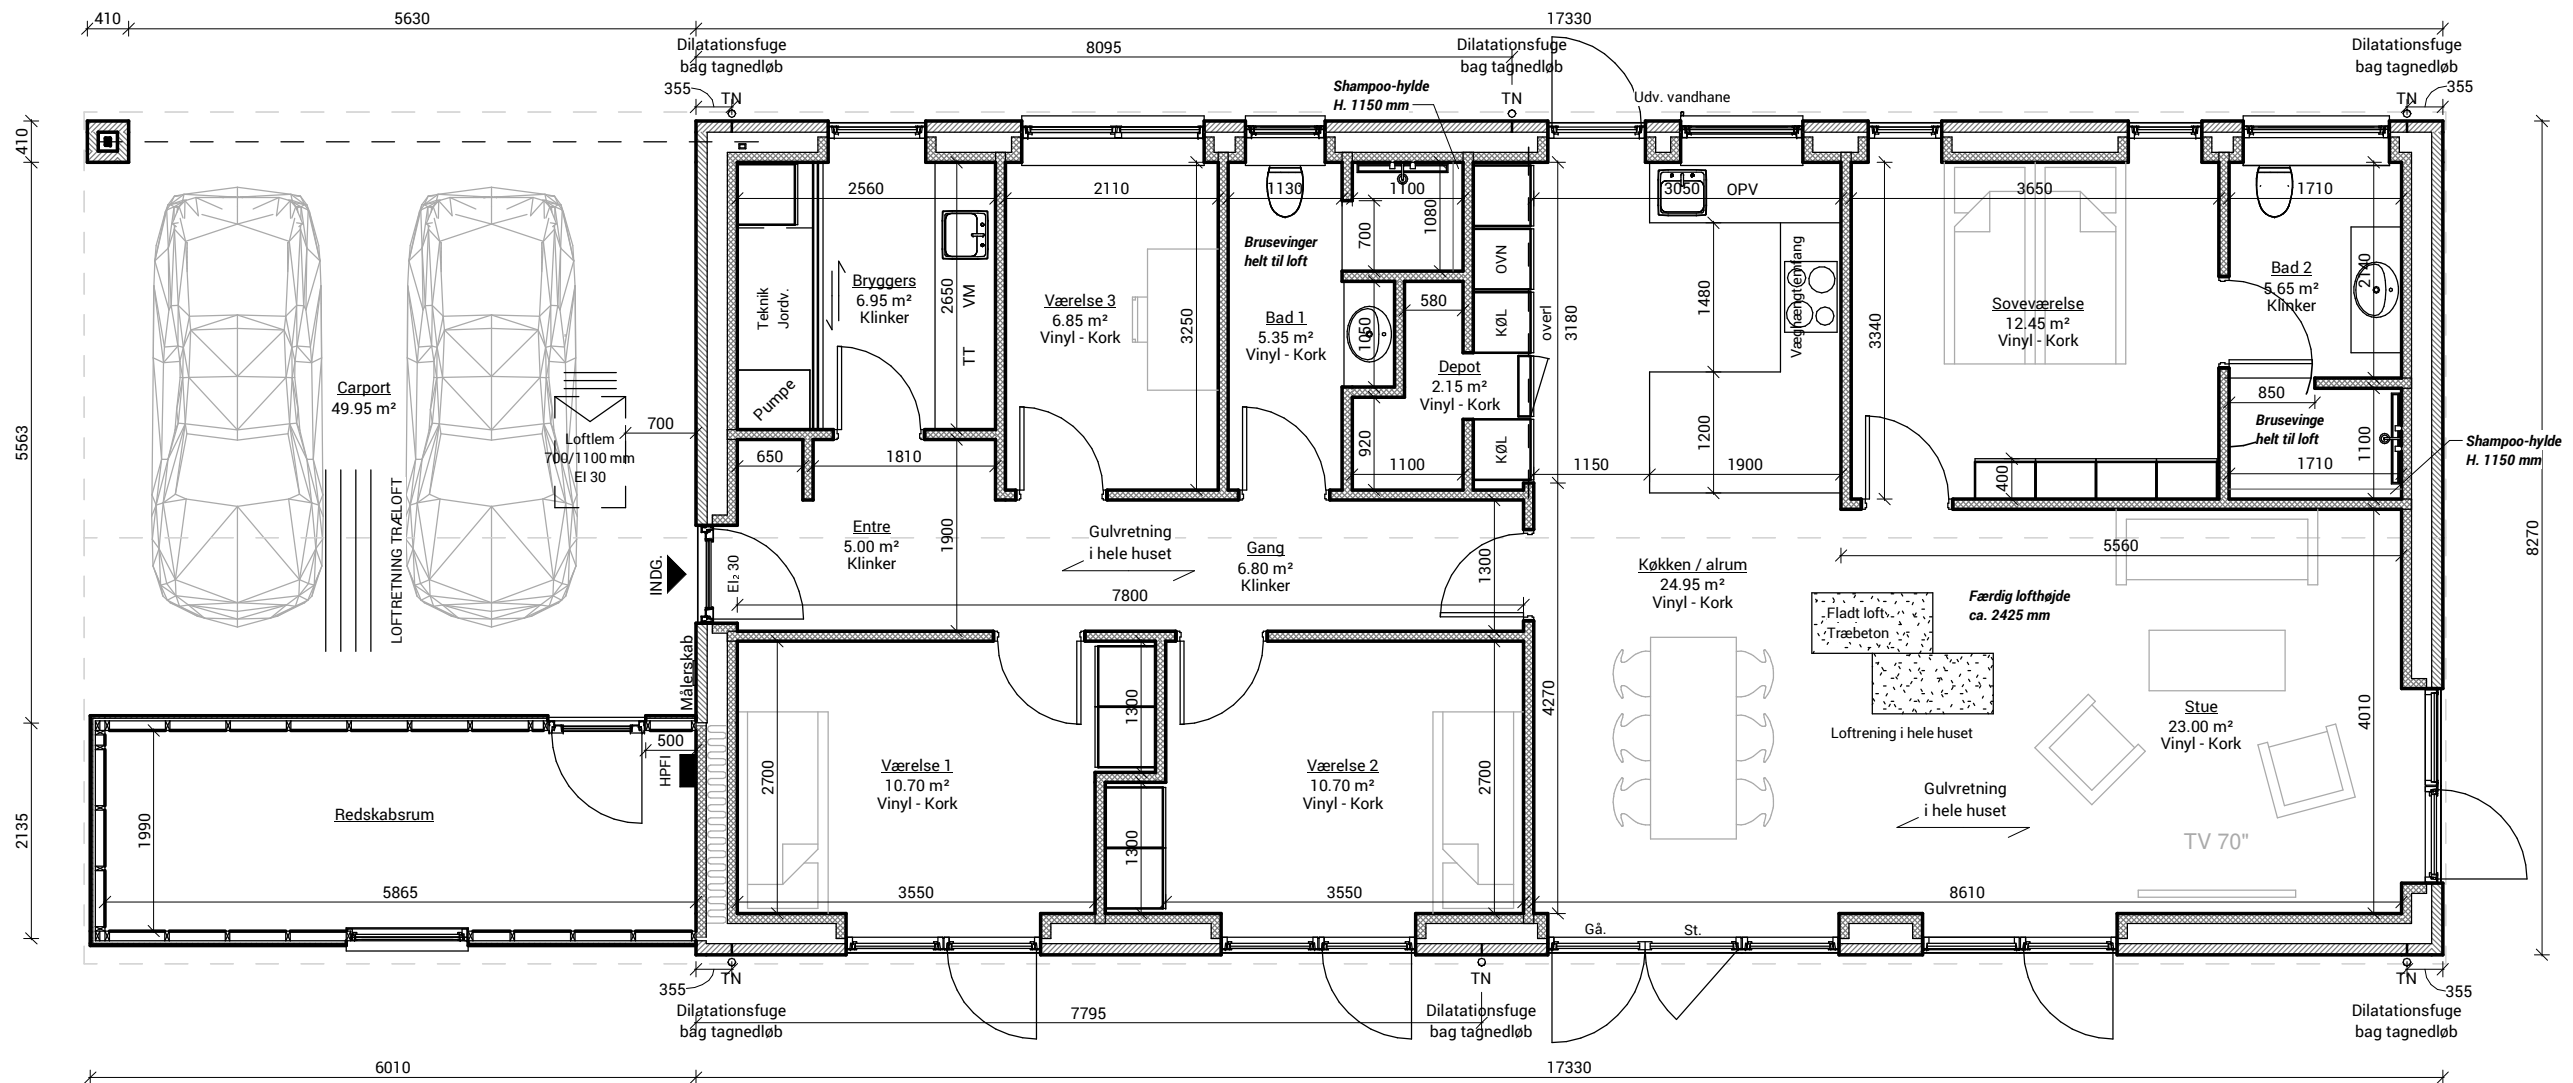 410
5630
17330
Dilatationsfuge
bag tagnedløb
8095
Dilatationsfuge
bag tagnedløb
Dilatationsfuge
bag tagnedløb
355
TN
Shampoo-hylde
H. 1150 mm
TN
Udv. vandhane
TN
355
410
5563
2135
8270
2560
2110
1130
1100
3050
OPV
3650
1710
Teknik
Jordv.
Pumpe
Bryggers
6.95 m²
Klinker
2650
VM
TT
Værelse 3
6.85 m²
Vinyl - Kork
3250
Brusevinger
helt til loft
Bad 1
5.35 m²
Vinyl - Kork
700
1080
1050
580
920
1100
Depot
2.15 m²
Vinyl - Kork
OVN
KØL
KØL
overl
3180
1480
1200
Væghængt emfang
1150
1900
3340
Soveværelse
12.45 m²
Vinyl - Kork
400
Bad 2
5.65 m²
Klinker
2140
850
Brusevinge
helt til loft
1100
1710
Shampoo-hylde
H. 1150 mm
Carport
49.95 m²
Loftlem
700/1100 mm
EI 30
700
LOFTRETNING TRÆLOFT
650
1810
INDG.
EI₂ 30
Entre
5.00 m²
Klinker
1900
Gulvretning
i hele huset
Gang
6.80 m²
Klinker
1300
7800
Køkken / alrum
24.95 m²
Vinyl - Kork
5560
Færdig lofthøjde
ca. 2425 mm
Fladt loft
Træbeton
Loftrening i hele huset
Stue
23.00 m²
Vinyl - Kork
4010
4270
Gulvretning
i hele huset
TV 70"
Målerskab
500
HPFI
Redskabsrum
1990
5865
2700
Værelse 1
10.70 m²
Vinyl - Kork
1300
1300
Værelse 2
10.70 m²
Vinyl - Kork
2700
3550
3550
8610
Gå.
St.
355
TN
TN
TN
355
Dilatationsfuge
bag tagnedløb
7795
Dilatationsfuge
bag tagnedløb
Dilatationsfuge
bag tagnedløb
6010
17330